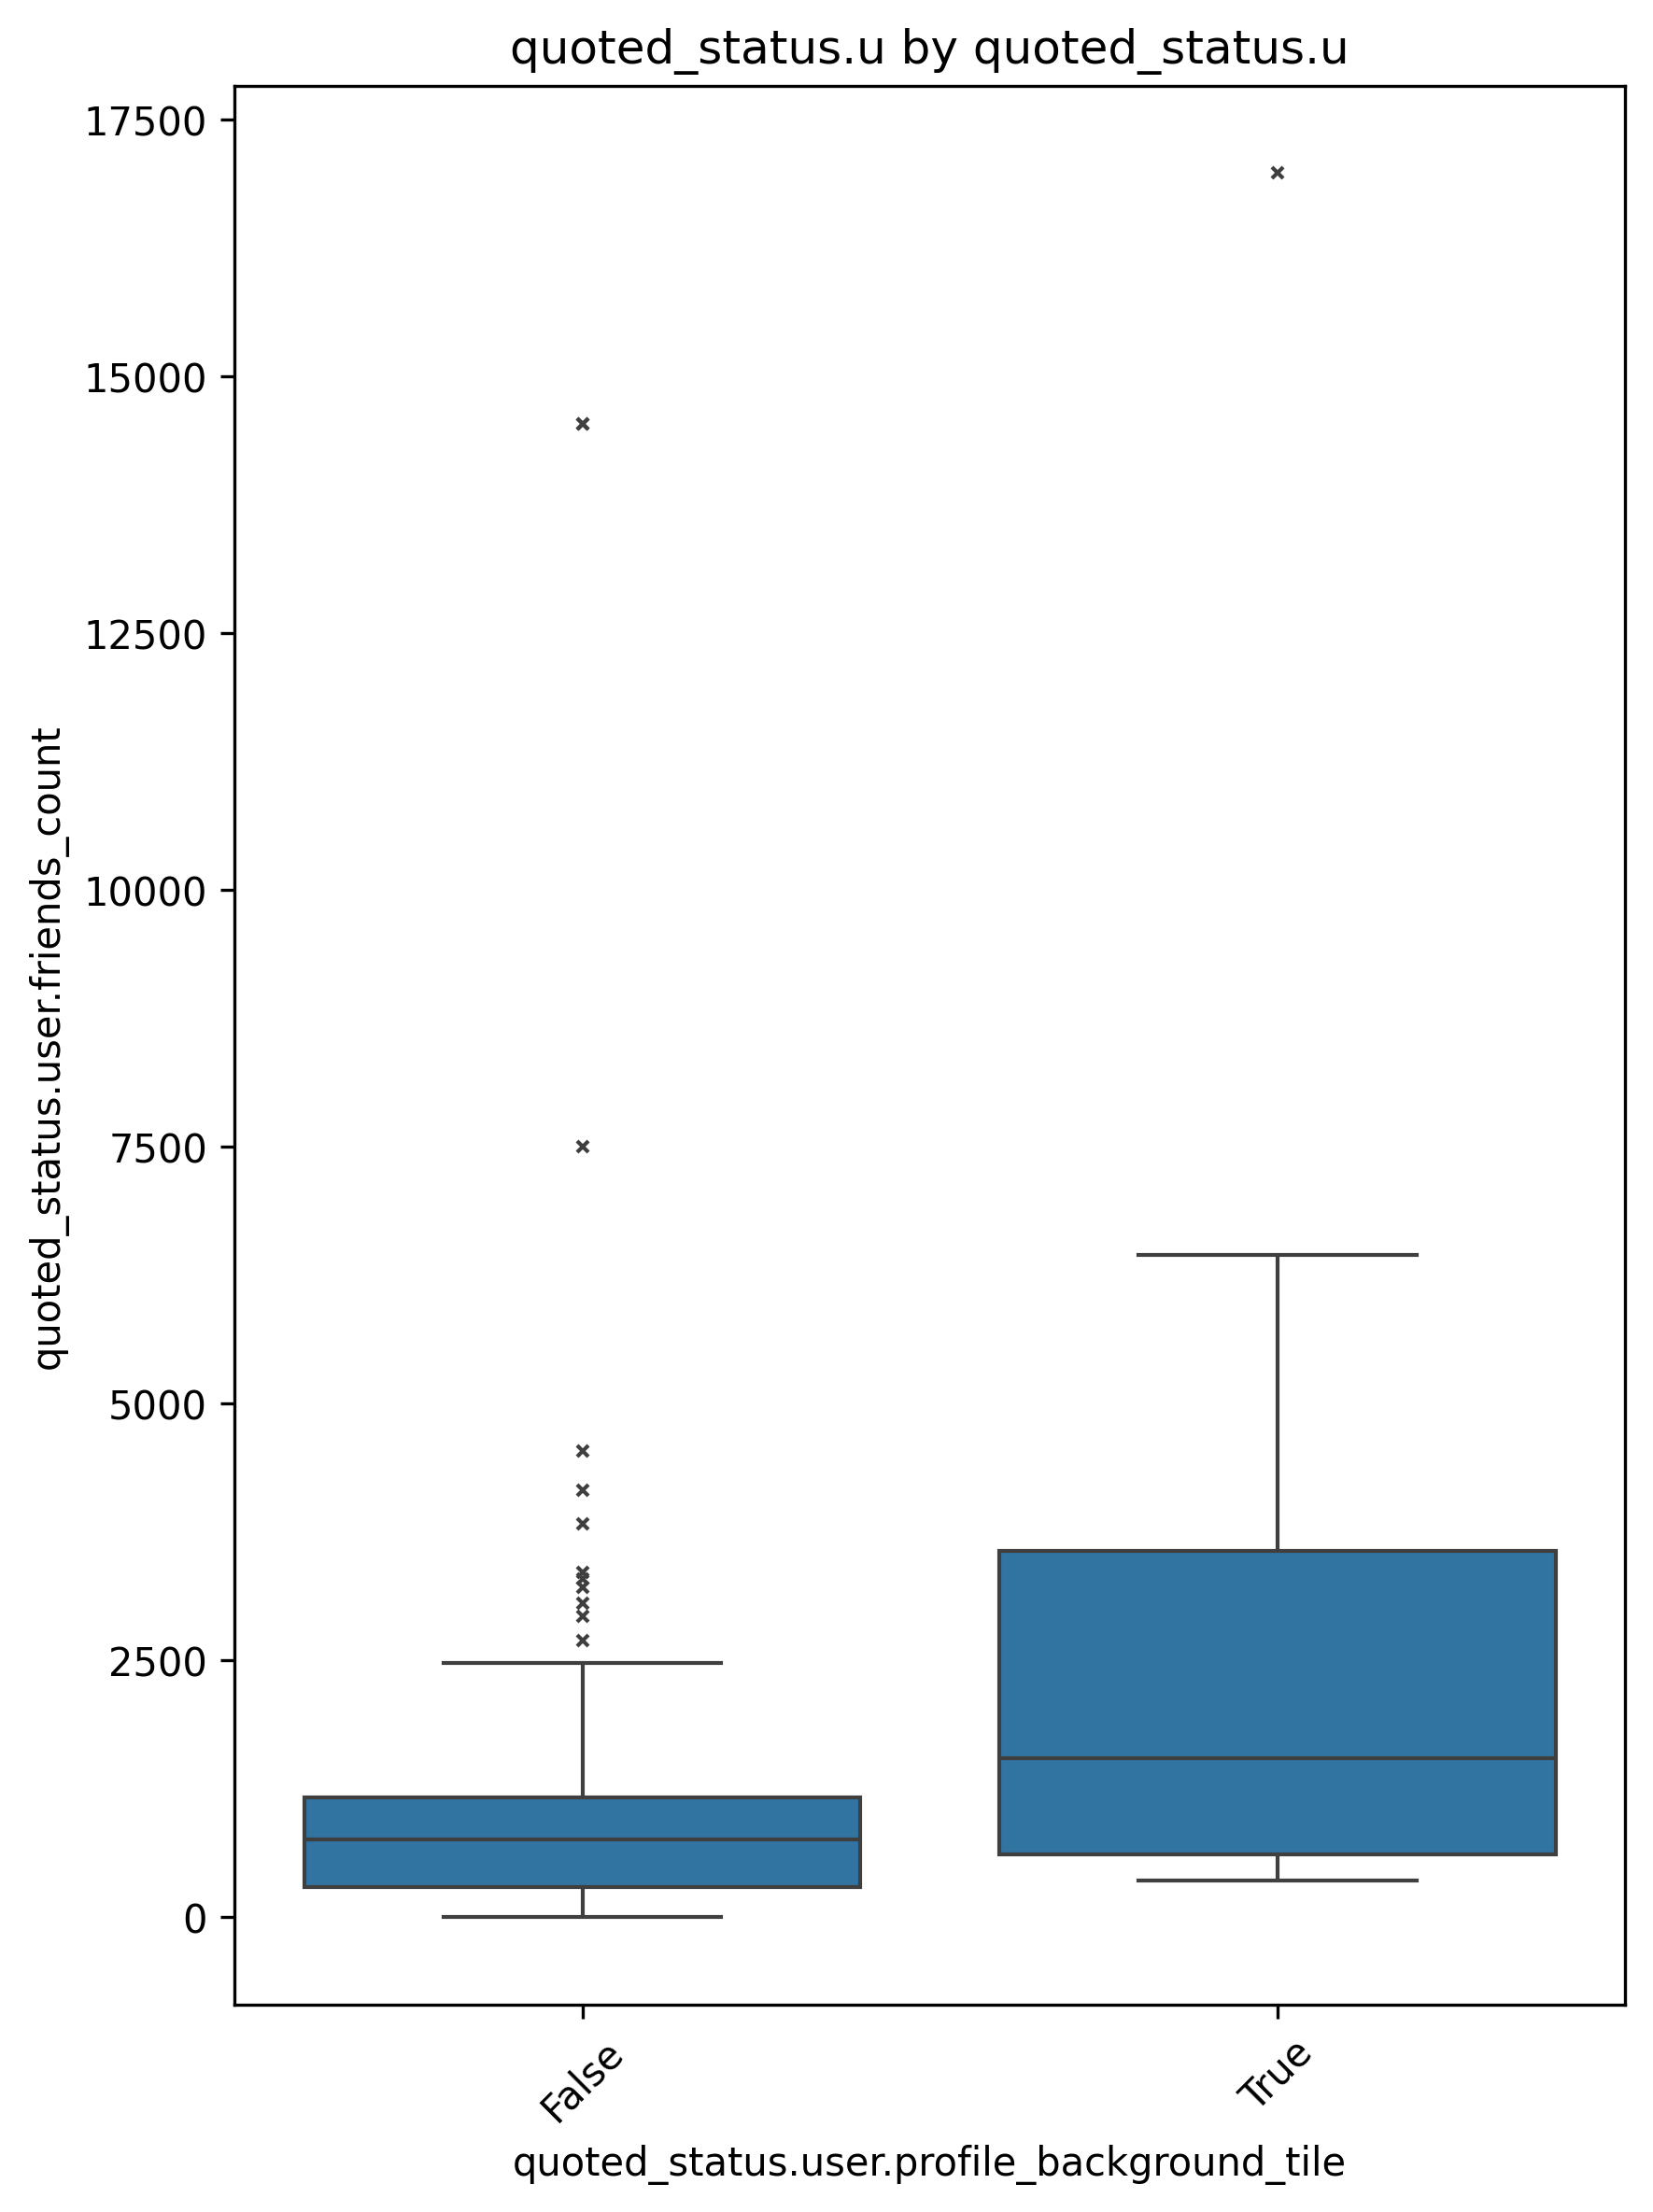 quoted_status.u by quoted_status.u
17500
15000
12500
10000
7500
5000
2500
0
quoted_status.user.friends_count
False
True
quoted_status.user.profile_background_tile